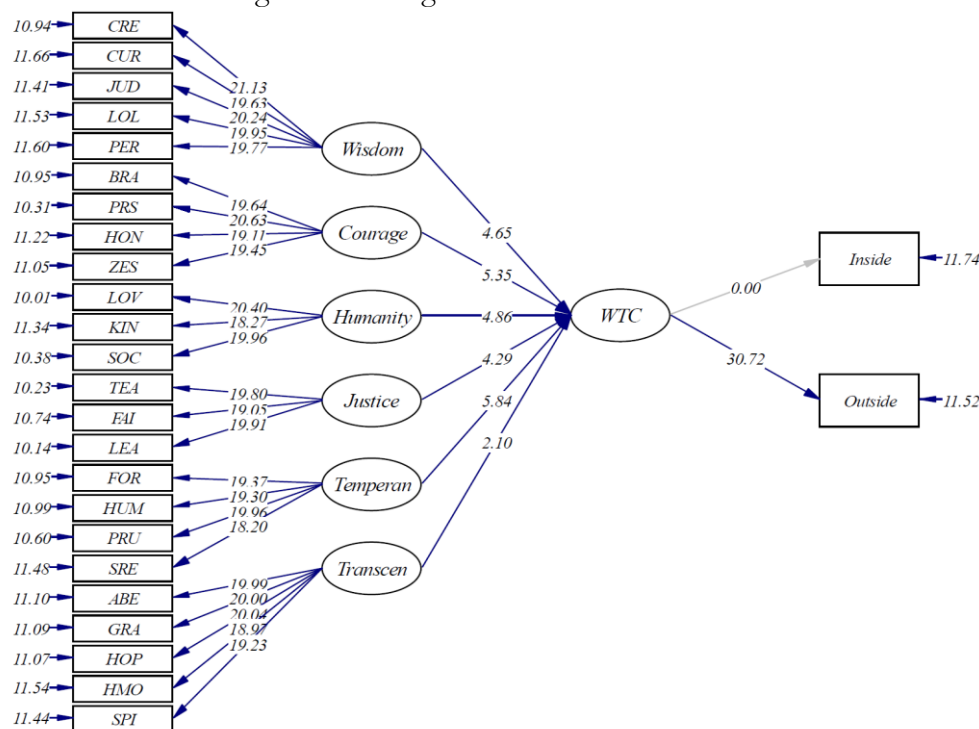 10.94 CRE
11.66 CUR
11.41 JUD
11.53 LOL
11.60 PER
10.95 BRA
10.31 PRS
11.22 HON
11.05 ZES
10.01 LOV
11.34 KIN
10.38 SOC
10.23 TEA
10.74 FAI
10.14 LEA
10.95 FOR
10.99 HUM
10.60 PRU
11.48 SRE
11.10 ABE
11.09 GRA
11.07 HOP
11.54 HMO
11.44 SPI
21.13
19.63
20.24
19.95
19.77
19.64
20.63
19.11
19.45
20.40
18.27
19.96
19.80
19.05
19.91
19.37
19.30
19.96
18.20
19.99
20.00
20.04
18.97
19.23
Wisdom
Courage
Humanity
Justice
Temperan
Transcen
4.65
5.35
4.86
4.29
5.84
2.10
WTC
0.00
30.72
Inside 11.74
Outside 11.52